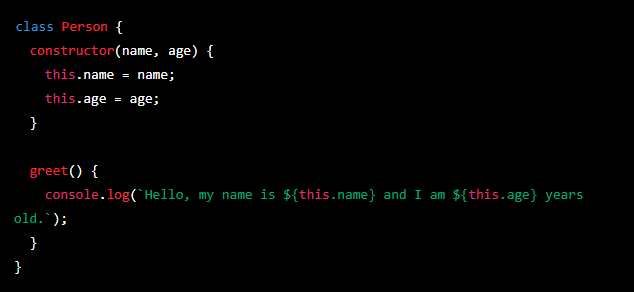 class Person {
  constructor(name, age) {
    this.name = name;
    this.age = age;
  }

  greet() {
    console.log(`Hello, my name is ${this.name} and I am ${this.age} years
old.`);
  }
}